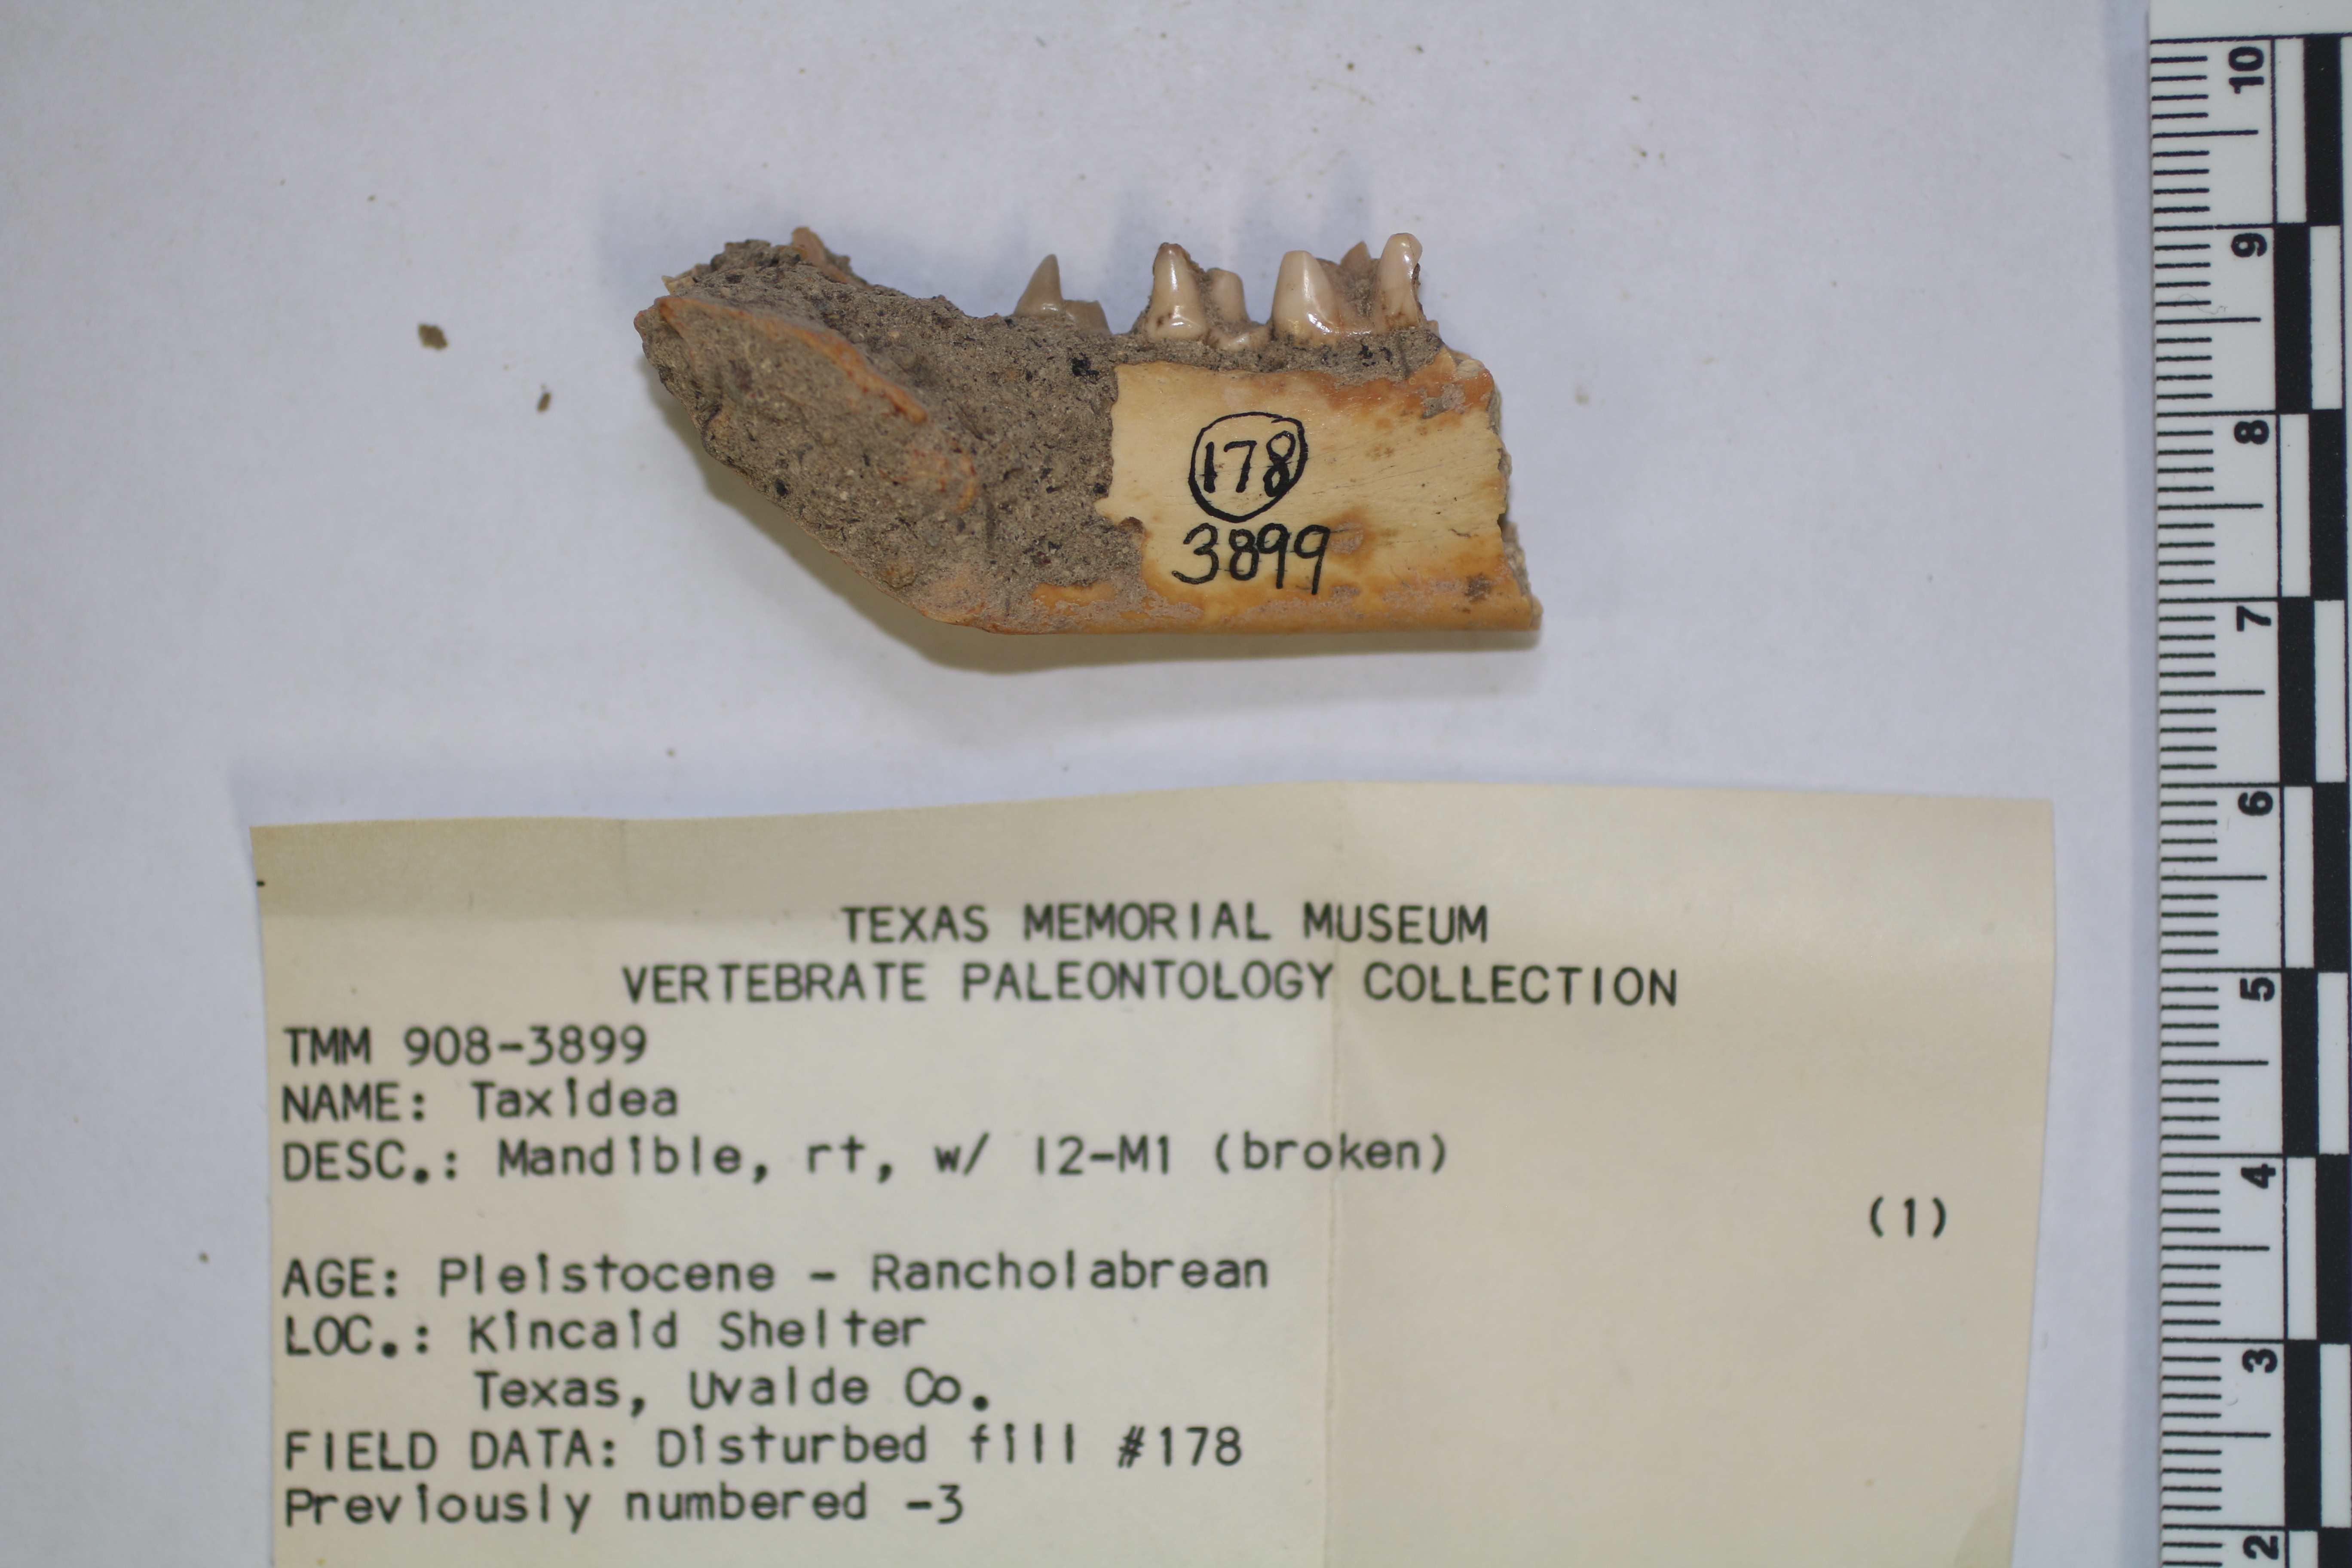 178
3899
10
9
8
7
6
5
4
3
2
TEXAS MEMORIAL MUSEUM
VERTEBRATE PALEONTOLOGY COLLECTION
TMM 908-3899
NAME: Taxidea
DESC.: Mandible, rt, w/ I2-M1 (broken)
(1)
AGE: Pleistocene - Rancholabrean
LOC.: Kincaid Shelter
Texas, Uvalde Co.
FIELD DATA: Disturbed fill #178
Previously numbered -3